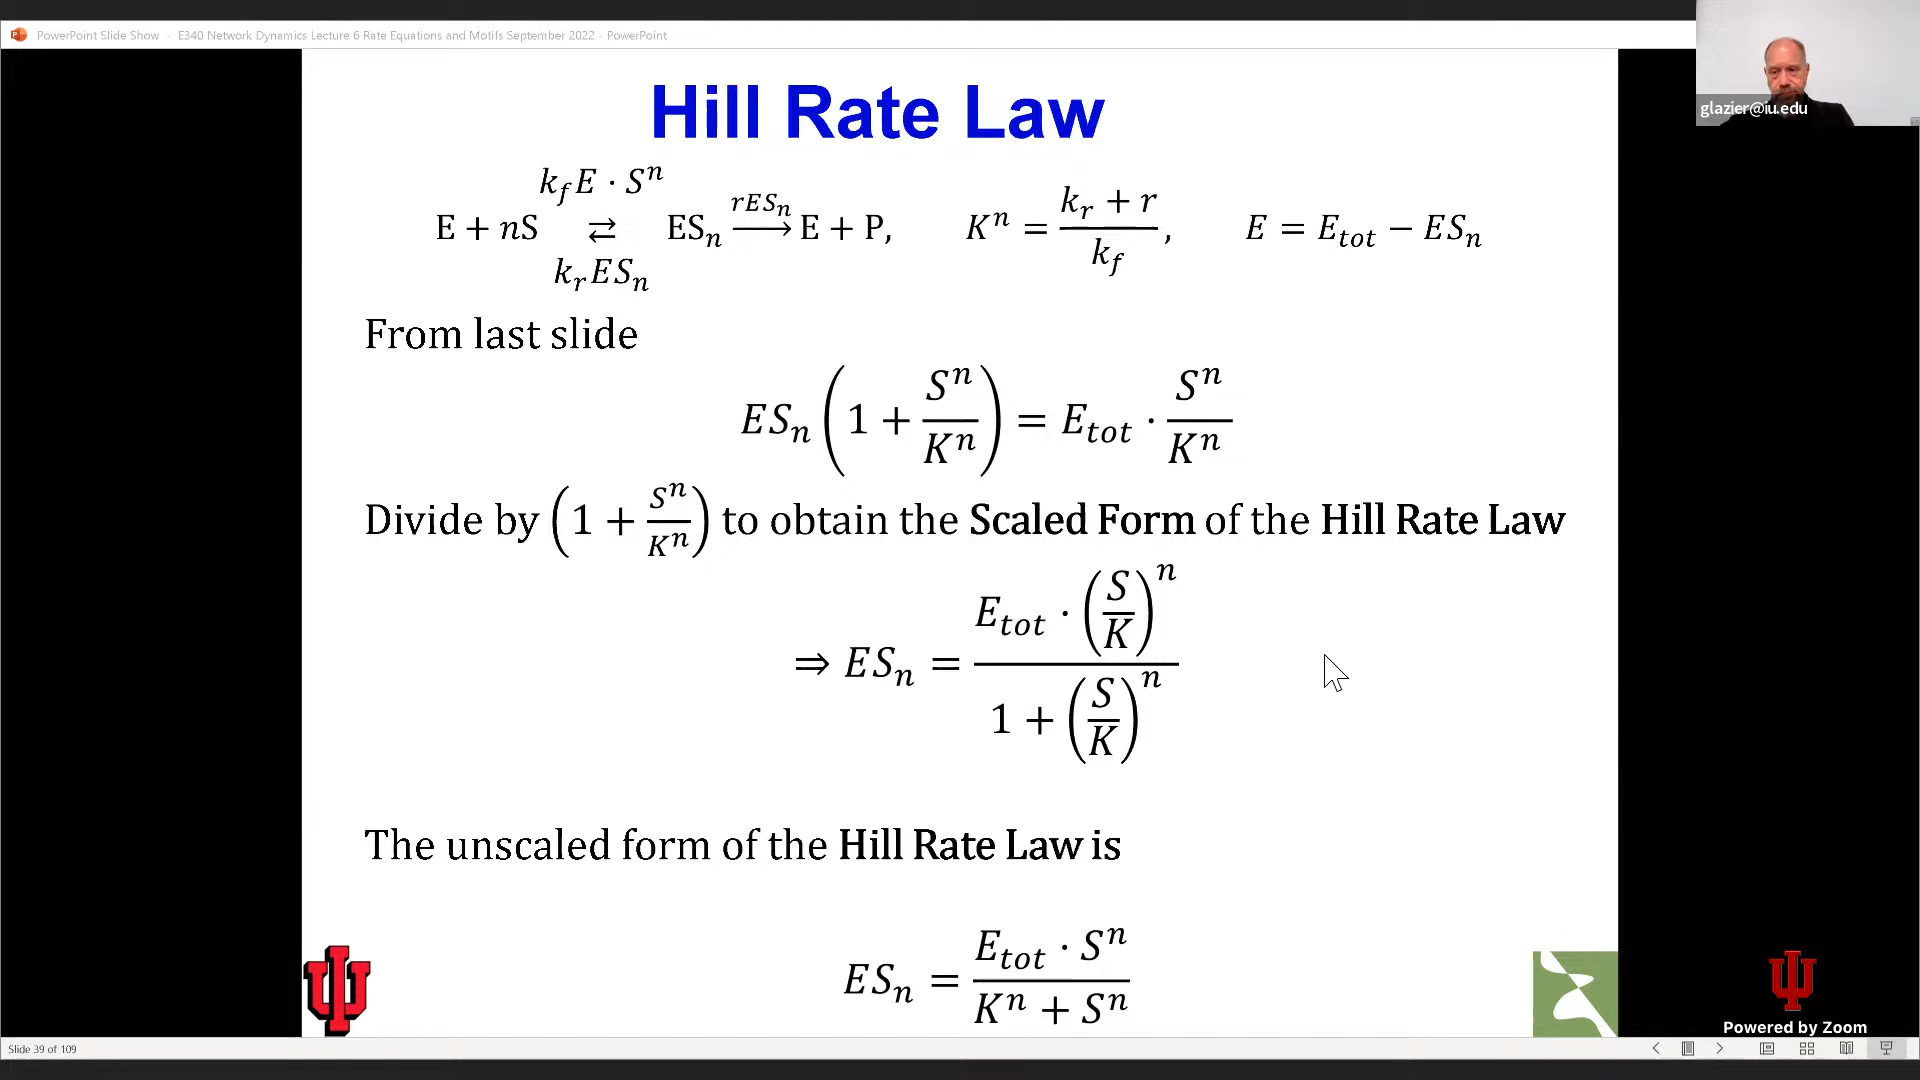 PowerPoint Slide Show - E340 Network Dynamics Lecture 6 Rate Equations and Motifs September 2022 - PowerPoint
glazier@iu.edu
Hill Rate Law
E + nS ⇄ ES_n → E + P, K^n = (k_r + r)/k_f, E = E_tot − ES_n
k_f E · S^n
rES_n
k_r ES_n
From last slide
ES_n (1 + S^n/K^n) = E_tot · S^n/K^n
Divide by (1 + S^n/K^n) to obtain the Scaled Form of the Hill Rate Law
⇒ ES_n = (E_tot · (S/K)^n)/(1 + (S/K)^n)
The unscaled form of the Hill Rate Law is
ES_n = (E_tot · S^n)/(K^n + S^n)
Powered by Zoom
Slide 39 of 109